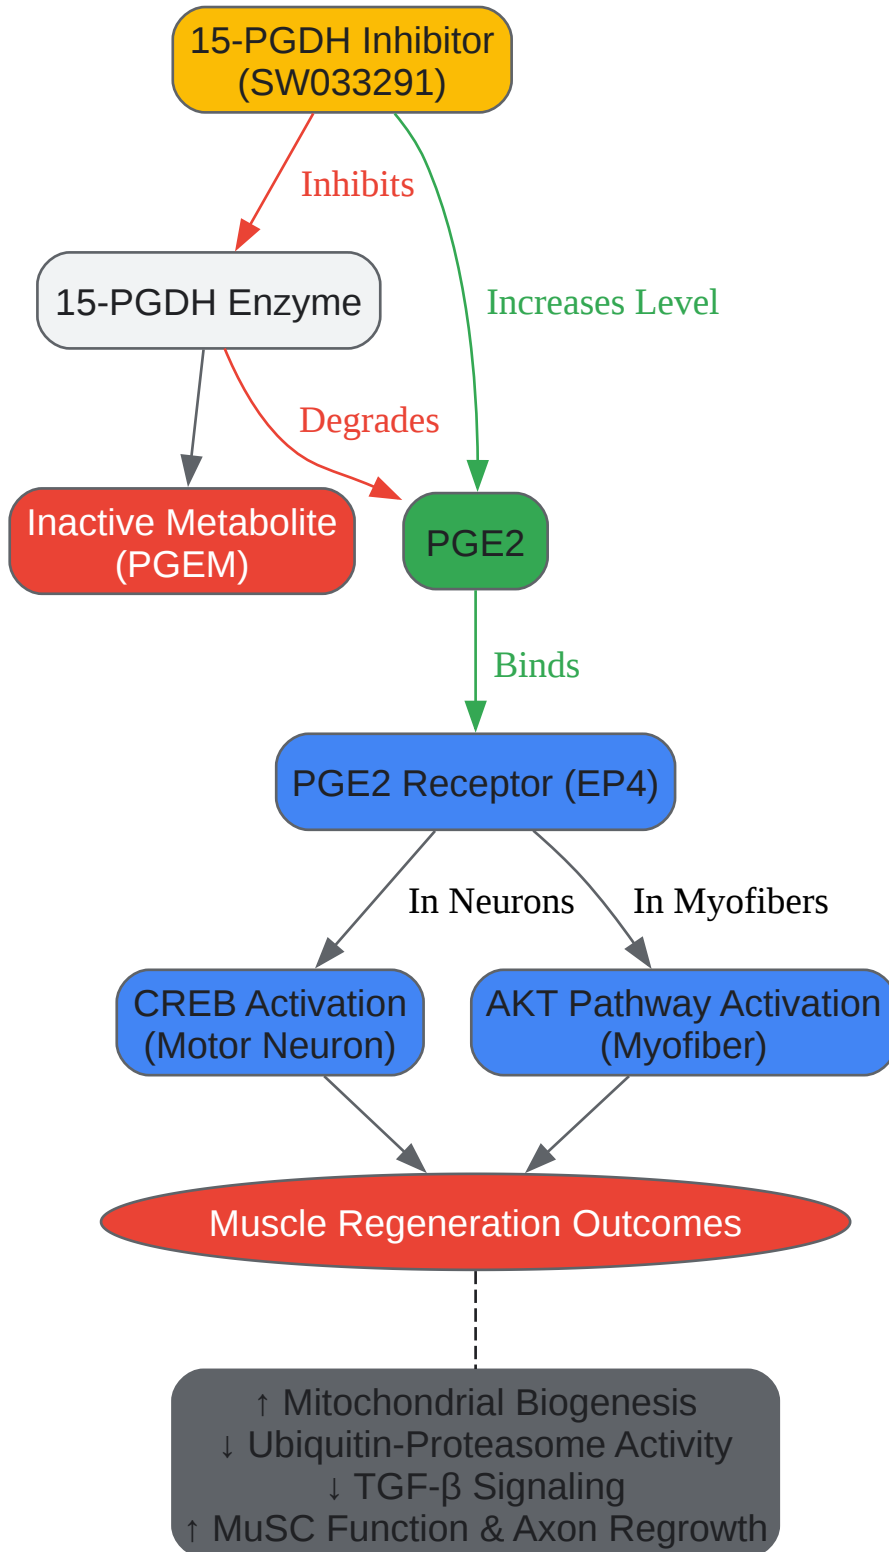 15-PGDH Inhibitor
(SW033291)
Inhibits
Increases Level
15-PGDH Enzyme
Degrades
Inactive Metabolite
(PGEM)
PGE2
Binds
PGE2 Receptor (EP4)
In Neurons
In Myofibers
CREB Activation
(Motor Neuron)
AKT Pathway Activation
(Myofiber)
Muscle Regeneration Outcomes
↑ Mitochondrial Biogenesis
↓ Ubiquitin-Proteasome Activity
↓ TGF-β Signaling
↑ MuSC Function & Axon Regrowth